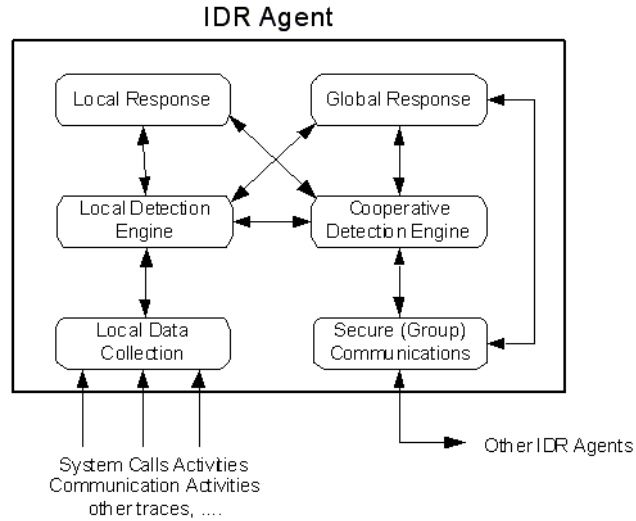 IDR Agent
Local Response
Global Response
Local Detection
Engine
Cooperative
Detection Engine
Local Data
Collection
Secure (Group)
Communications
Other IDR Agents
System Calls Activities
Communication Activities
other traces, ....